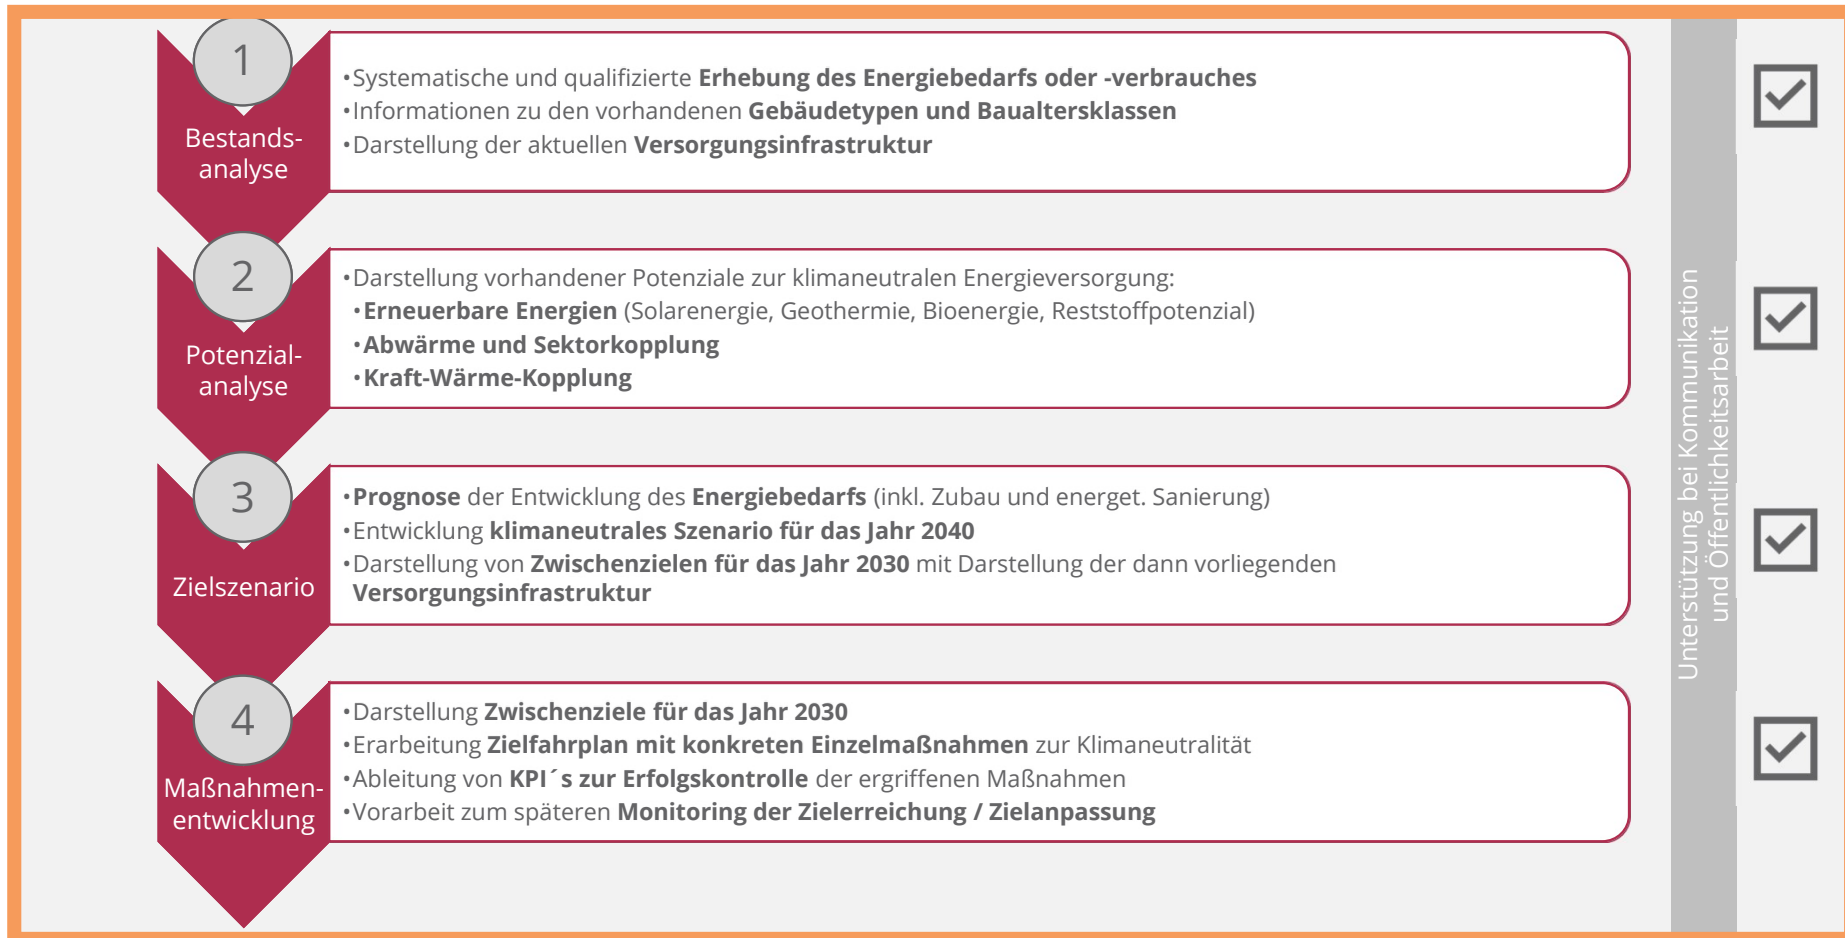 1
Bestands-
analyse
•Systematische und qualifizierte Erhebung des Energiebedarfs oder -verbrauches
•Informationen zu den vorhandenen Gebäudetypen und Baualtersklassen
•Darstellung der aktuellen Versorgungsinfrastruktur
2
Potenzial-
analyse
•Darstellung vorhandener Potenziale zur klimaneutralen Energieversorgung:
•Erneuerbare Energien (Solarenergie, Geothermie, Bioenergie, Reststoffpotenzial)
•Abwärme und Sektorkopplung
•Kraft-Wärme-Kopplung
3
Zielszenario
•Prognose der Entwicklung des Energiebedarfs (inkl. Zubau und energet. Sanierung)
•Entwicklung klimaneutrales Szenario für das Jahr 2040
•Darstellung von Zwischenzielen für das Jahr 2030 mit Darstellung der dann vorliegenden
Versorgungsinfrastruktur
4
Maßnahmen-
entwicklung
•Darstellung Zwischenziele für das Jahr 2030
•Erarbeitung Zielfahrplan mit konkreten Einzelmaßnahmen zur Klimaneutralität
•Ableitung von KPI´s zur Erfolgskontrolle der ergriffenen Maßnahmen
•Vorarbeit zum späteren Monitoring der Zielerreichung / Zielanpassung
Unterstützung bei Kommunikation
und Öffentlichkeitsarbeit